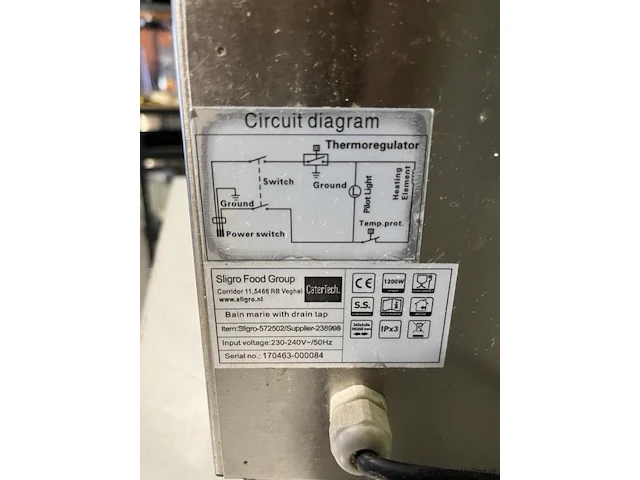 Circuit diagram
Thermoregulator
Switch
Ground
Pilot Light
Heating
Element
Ground
Temp.prot.
Power switch
Sligro Food Group
Corridor 11,5466 RB Veghel
www.sligro.nl
CaterTech.
CE
1200W
Bain marie with drain tap
S.S.
Item:Sligro-572502/Supplier-238998
Input voltage:230-240V~/50Hz
IPx3
Serial no.: 170463-000084